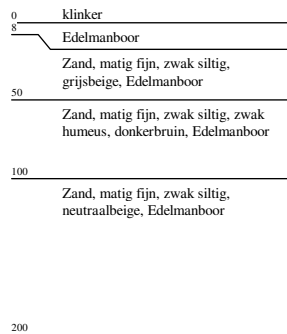 0 klinker
8
Edelmanboor
Zand, matig fijn, zwak siltig,
grijsbeige, Edelmanboor
50
Zand, matig fijn, zwak siltig, zwak
humeus, donkerbruin, Edelmanboor
100
Zand, matig fijn, zwak siltig,
neutraalbeige, Edelmanboor
200